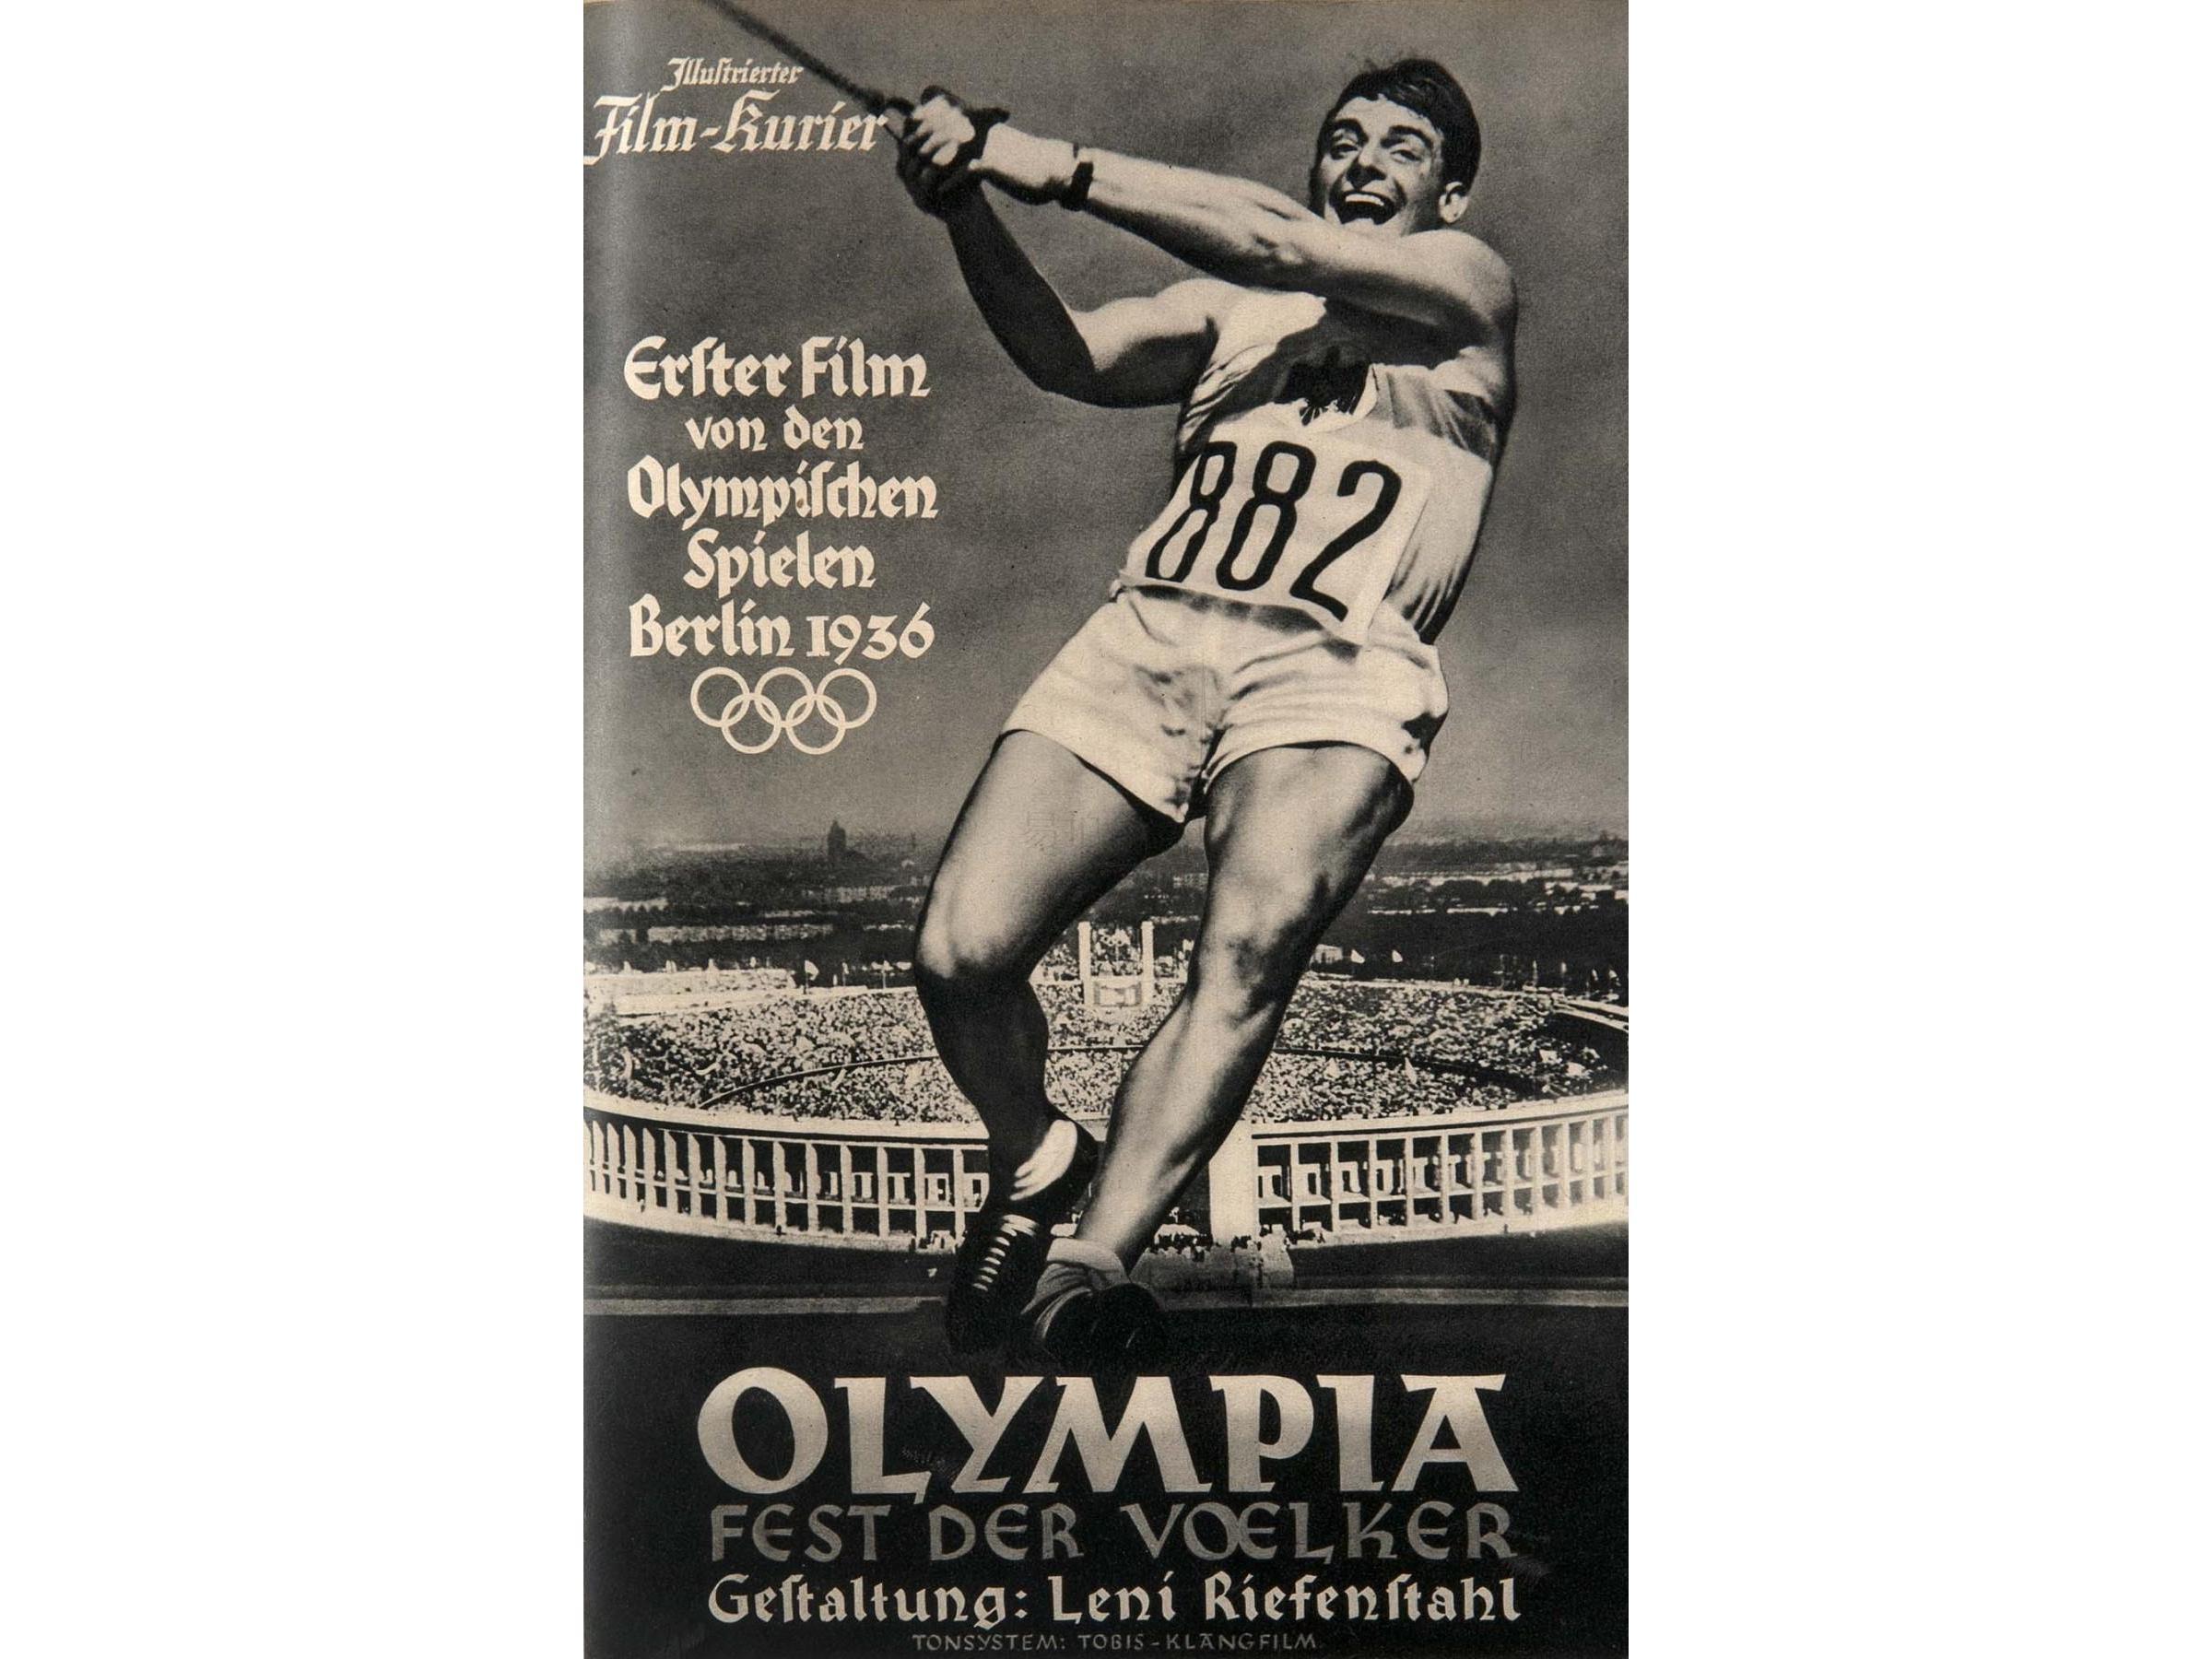 Illuſtrierter
Film-Kurier
Erſter Film
von den
Olympiſchen
Spielen
Berlin 1936
882
OLYMPIA
FEST DER VOELKER
Geſtaltung: Leni Riefenſtahl
TONSYSTEM: TOBIS-KLANGFILM